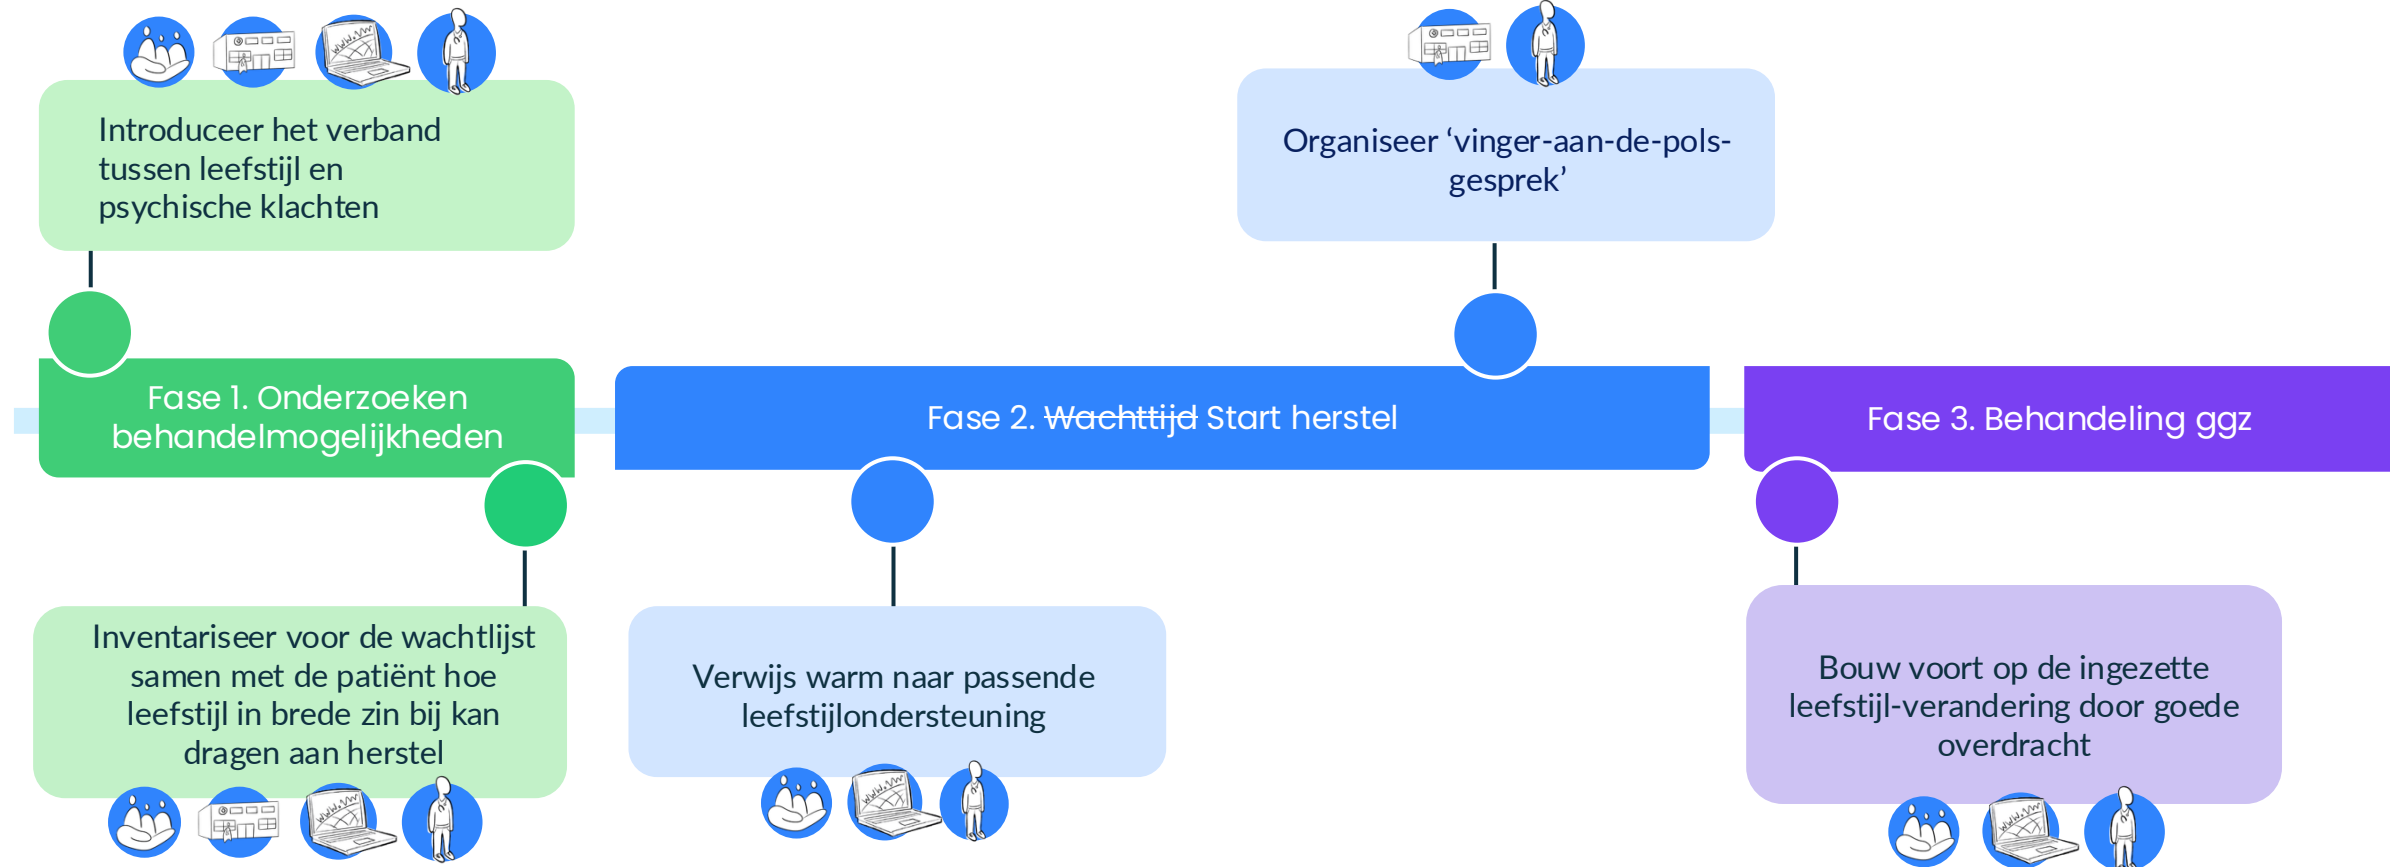 Introduceer het verband
tussen leefstijl en
psychische klachten
Organiseer ‘vinger-aan-de-pols-
gesprek’
Fase 1. Onderzoeken
behandelmogelijkheden
Fase 2. Wachttijd Start herstel
Fase 3. Behandeling ggz
Inventariseer voor de wachtlijst
samen met de patiënt hoe
leefstijl in brede zin bij kan
dragen aan herstel
Verwijs warm naar passende
leefstijlondersteuning
Bouw voort op de ingezette
leefstijl-verandering door goede
overdracht